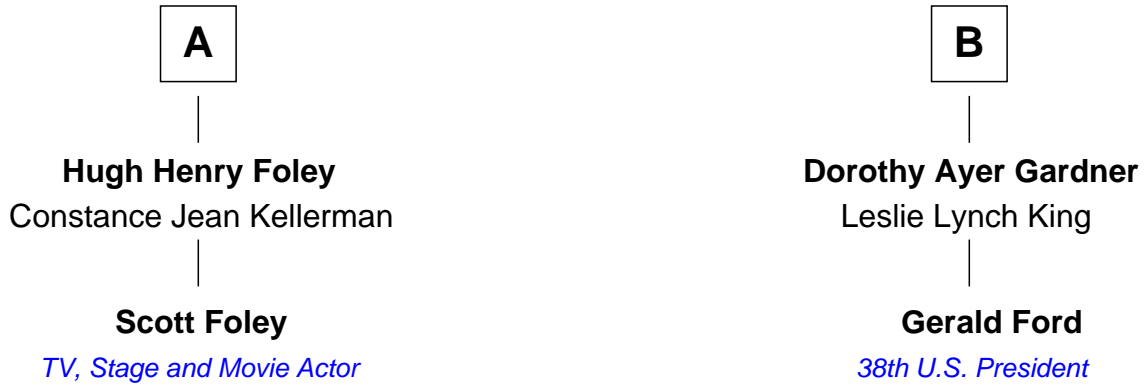 A
B
Hugh Henry Foley
Dorothy Ayer Gardner
Constance Jean Kellerman
Leslie Lynch King
Scott Foley
Gerald Ford
TV, Stage and Movie Actor
38th U.S. President